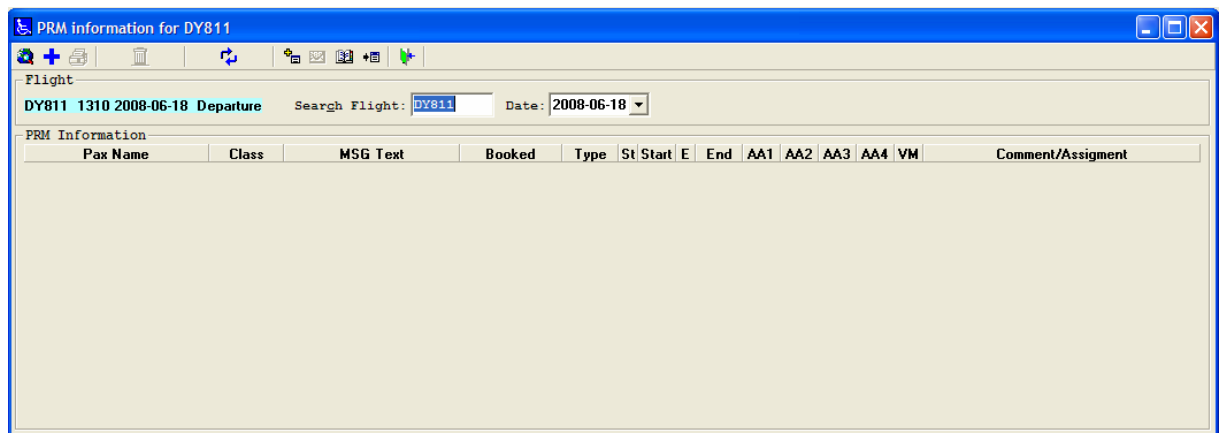 PRM information for DY811
Flight
DY811 1310 2008-06-18 Departure Search Flight: DY811 Date: 2008-06-18
PRM Information
Pax Name Class MSG Text Booked Type St Start E End AA1 AA2 AA3 AA4 VM Comment/Assigment